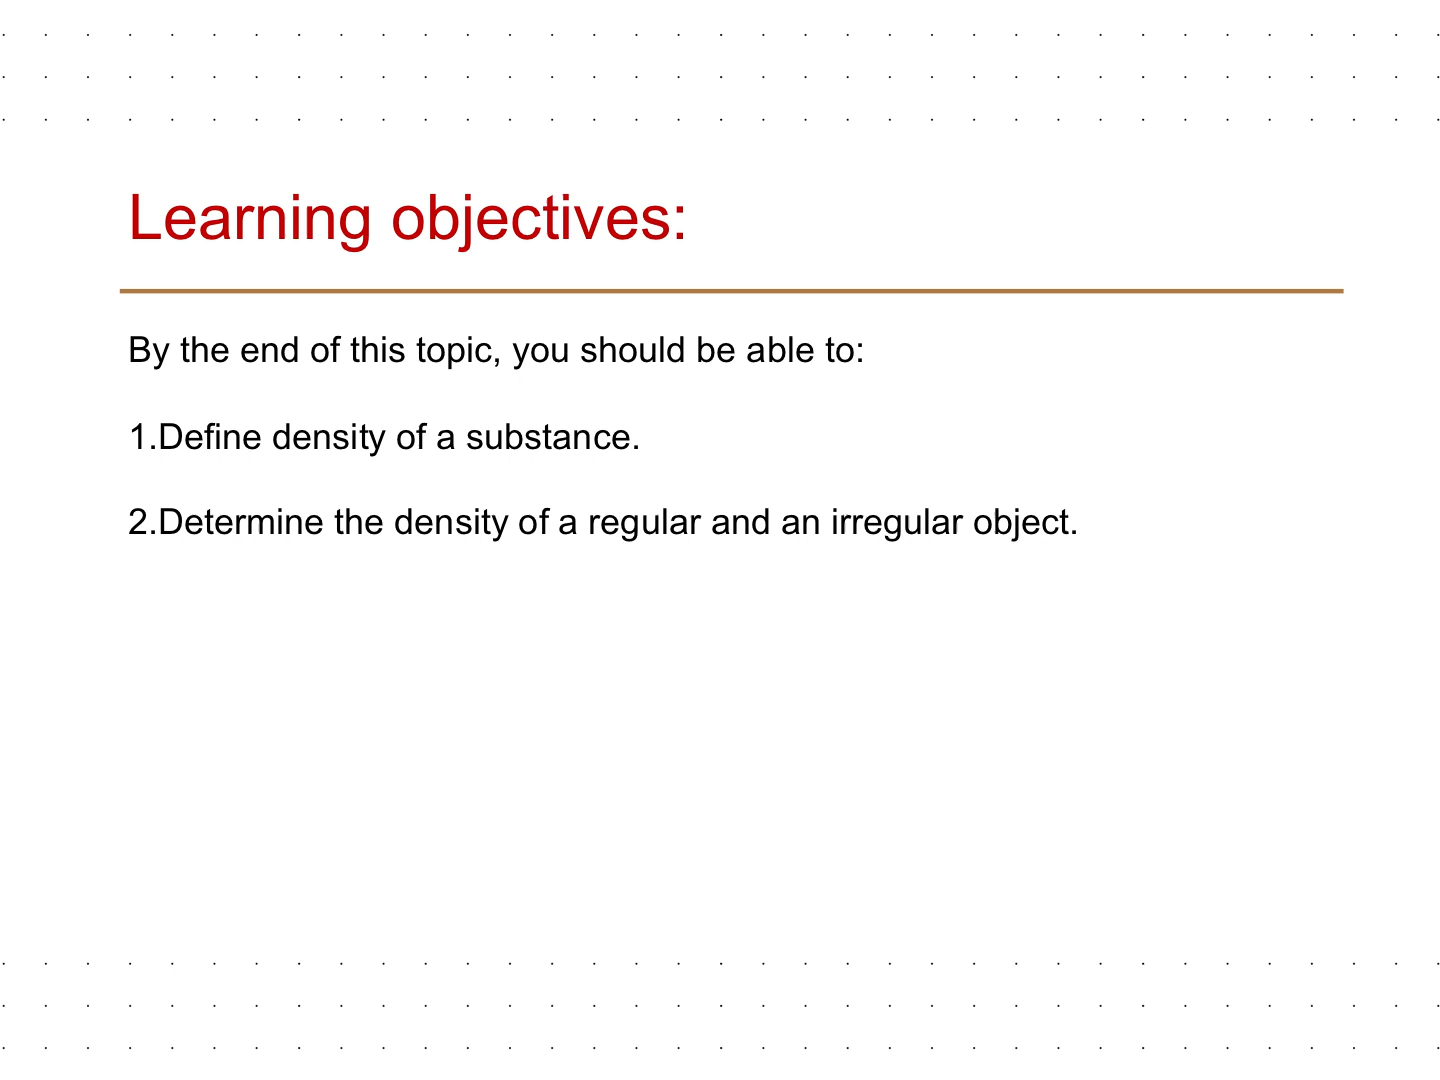 Learning objectives:
By the end of this topic, you should be able to:
1.Define density of a substance.
2.Determine the density of a regular and an irregular object.